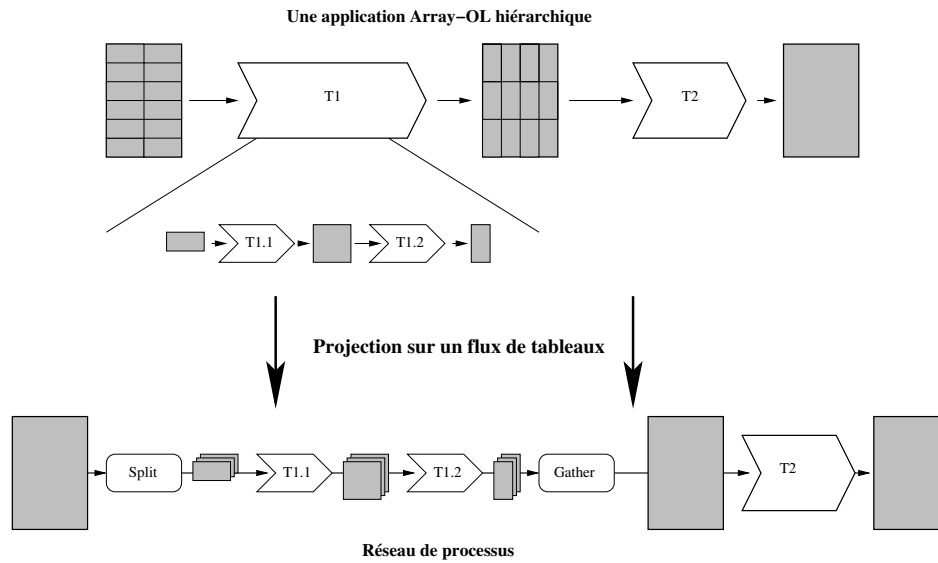 Une application Array−OL hiérarchique
T1
T2
T1.1
T1.2
Projection sur un flux de tableaux
Split
T1.1
T1.2
Gather
T2
Réseau de processus